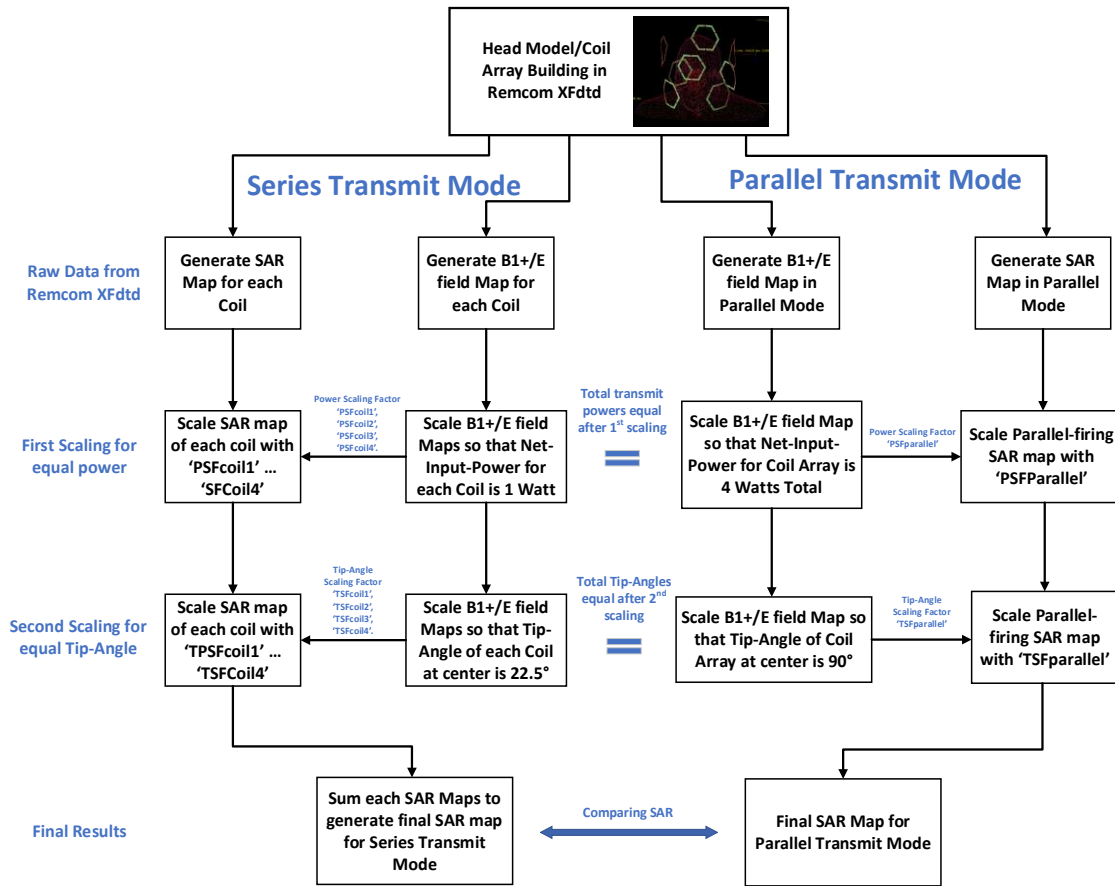 Head Model/Coil
Array Building in
Remcom XFdtd
Series Transmit Mode
Parallel Transmit Mode
Raw Data from
Remcom XFdtd
Generate SAR
Map for each
Coil
Generate B1+/E
field Map for
each Coil
Generate B1+/E
field Map in
Parallel Mode
Generate SAR
Map in Parallel
Mode
First Scaling for
equal power
Scale SAR map
of each coil with
‘PSFcoil1’ …
‘SFCoil4’
Power Scaling Factor
‘PSFcoil1’,
‘PSFcoil2’,
‘PSFcoil3’,
‘PSFcoil4’.
Scale B1+/E field
Maps so that Net-
Input-Power for
each Coil is 1 Watt
Total transmit
powers equal
after 1st scaling
Scale B1+/E field Map
so that Net-Input-
Power for Coil Array is
4 Watts Total
Power Scaling Factor
‘PSFparallel’
Scale Parallel-firing
SAR map with
‘PSFParallel’
Second Scaling for
equal Tip-Angle
Scale SAR map
of each coil with
‘TPSFcoil1’ …
‘TSFCoil4’
Tip-Angle
Scaling Factor
‘TSFcoil1’,
‘TSFcoil2’,
‘TSFcoil3’,
‘TSFcoil4’.
Scale B1+/E field
Maps so that Tip-
Angle of each Coil
at center is 22.5°
Total Tip-Angles
equal after 2nd
scaling
Scale B1+/E field Map so
that Tip-Angle of Coil
Array at center is 90°
Tip-Angle
Scaling Factor
‘TSFparallel’
Scale Parallel-
firing SAR map
with ‘TSFparallel’
Final Results
Sum each SAR Maps to
generate final SAR map
for Series Transmit
Mode
Comparing SAR
Final SAR Map for
Parallel Transmit Mode